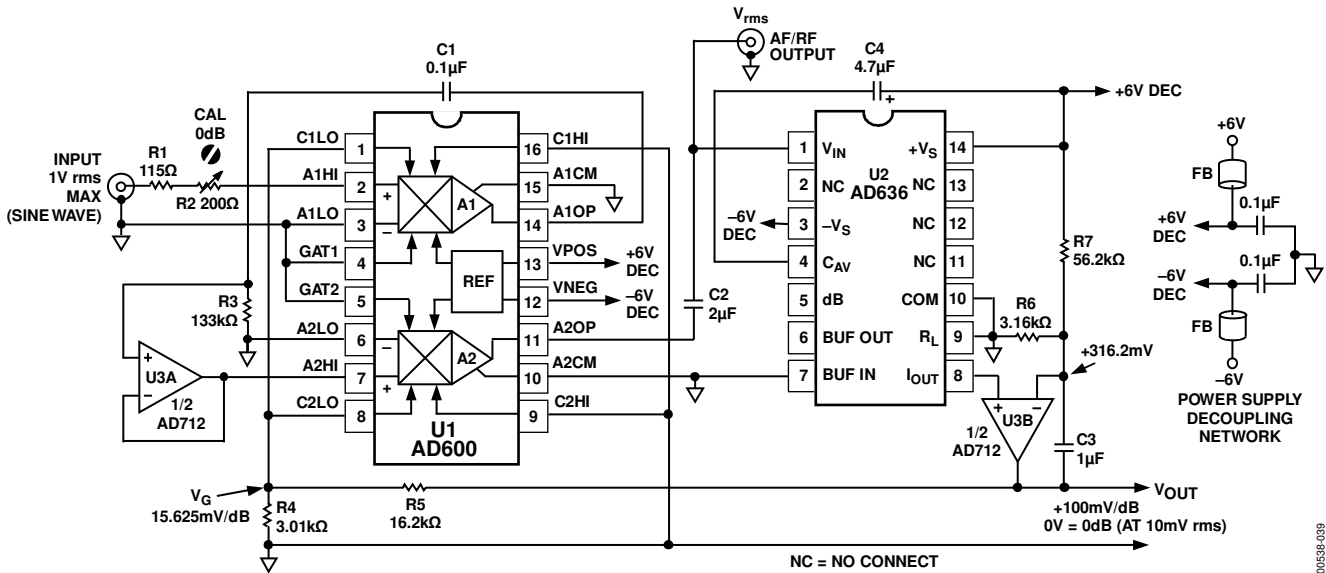 C1
0.1µF
CAL
0dB
INPUT
1V rms
MAX
(SINE WAVE)
R1
115Ω
R2 200Ω
C1LO
A1HI
A1LO
GAT1
GAT2
A2LO
A2HI
C2LO
1
2
3
4
5
6
7
8
+
–
A1
REF
–
+
A2
U1
AD600
16
15
14
13
12
11
10
9
C1HI
A1CM
A1OP
VPOS
VNEG
A2OP
A2CM
C2HI
+6V
DEC
–6V
DEC
R3
133kΩ
+
U3A
–
1/2
AD712
VG
15.625mV/dB
R4
3.01kΩ
R5
16.2kΩ
Vrms
AF/RF
OUTPUT
C2
2µF
C4
4.7µF
+
+6V DEC
–6V
DEC
1
2
3
4
5
6
7
VIN
NC
–VS
CAV
dB
BUF OUT
BUF IN
U2
AD636
+VS
NC
NC
NC
COM
RL
IOUT
14
13
12
11
10
9
8
R7
56.2kΩ
R6
3.16kΩ
+316.2mV
+
–
U3B
1/2
AD712
C3
1µF
VOUT
+100mV/dB
0V = 0dB (AT 10mV rms)
NC = NO CONNECT
+6V
FB
0.1µF
+6V
DEC
–6V
DEC
0.1µF
FB
–6V
POWER SUPPLY
DECOUPLING
NETWORK
00538-039